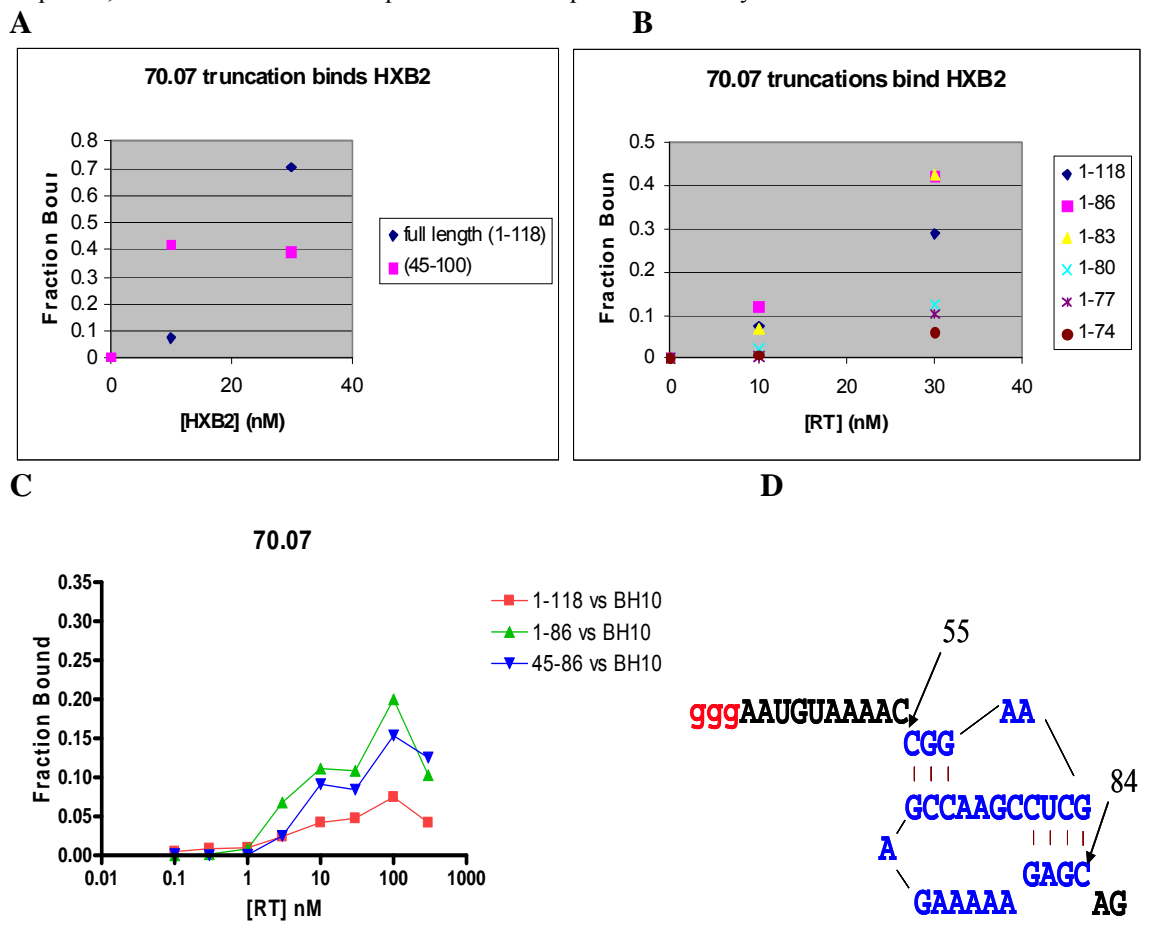 A
B
70.07 truncation binds HXB2
0.8
0.7
0.6
0.5
0.4
0.3
0.2
0.1
0
Fraction Bour
0
20
40
[HXB2] (nM)
full length (1-118)
(45-100)
70.07 truncations bind HXB2
0.5
0.4
0.3
0.2
0.1
0
Fraction Boun
0
10
20
30
40
[RT] (nM)
1-118
1-86
1-83
1-80
1-77
1-74
C
D
70.07
0.35
0.30
0.25
0.20
0.15
0.10
0.05
0.00
Fraction Bound
0.01
0.1
1
10
100
1000
[RT] nM
1-118 vs BH10
1-86 vs BH10
45-86 vs BH10
55
gggAAUGUAAAAC
AA
CGG
84
GCCAAGCCUCG
A
GAGC
GAAAAA
AG